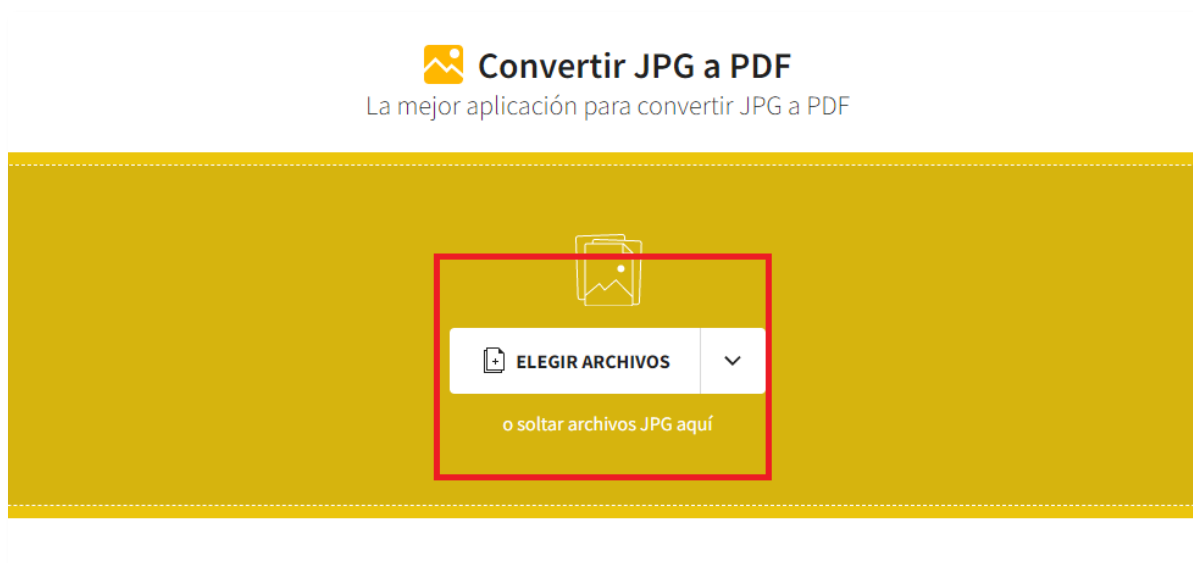 Convertir JPG a PDF
La mejor aplicación para convertir JPG a PDF
ELEGIR ARCHIVOS
o soltar archivos JPG aquí